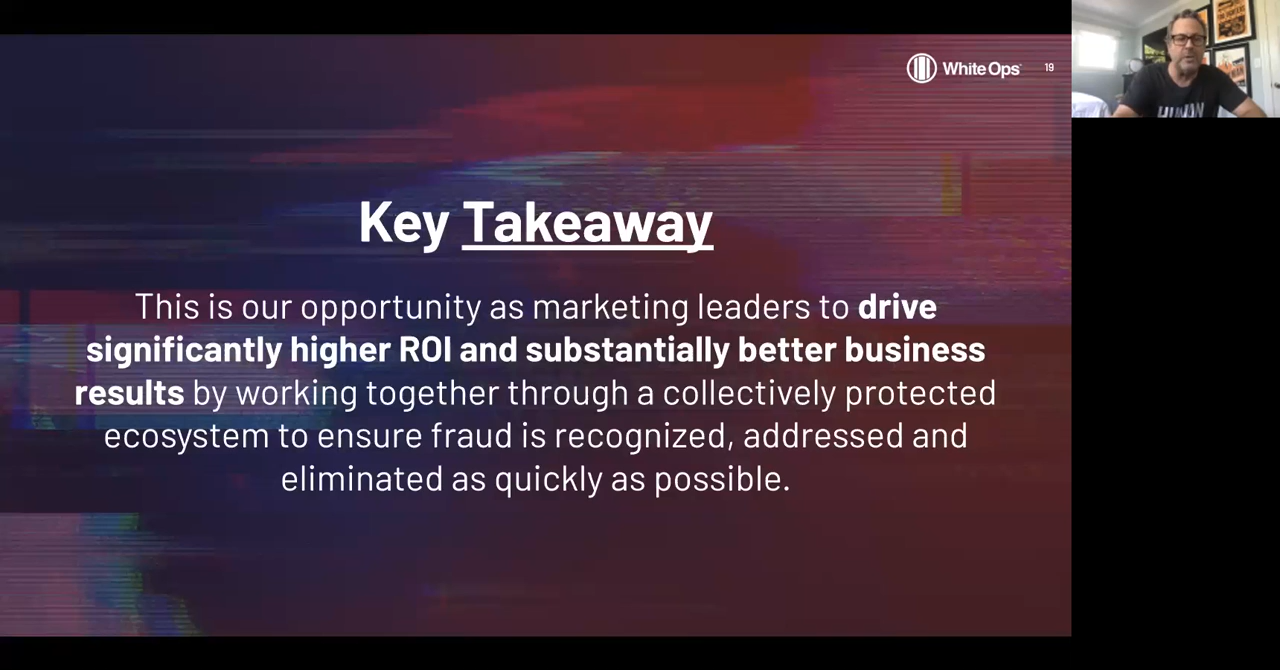 White Ops
19
Key Takeaway
This is our opportunity as marketing leaders to drive
significantly higher ROI and substantially better business
results by working together through a collectively protected
ecosystem to ensure fraud is recognized, addressed and
eliminated as quickly as possible.